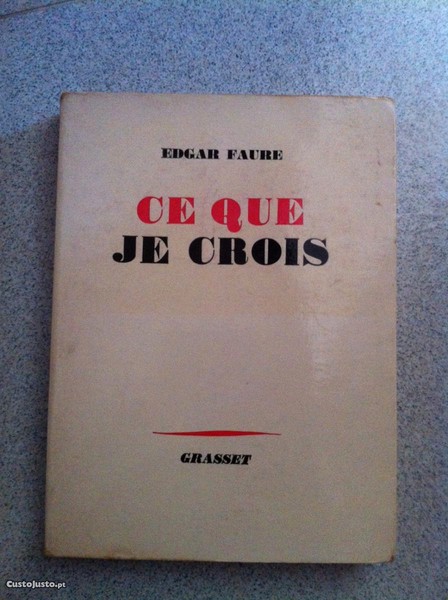 EDGAR FAURE
CE QUE
JE CROIS
GRASSET
CustoJusto.pt